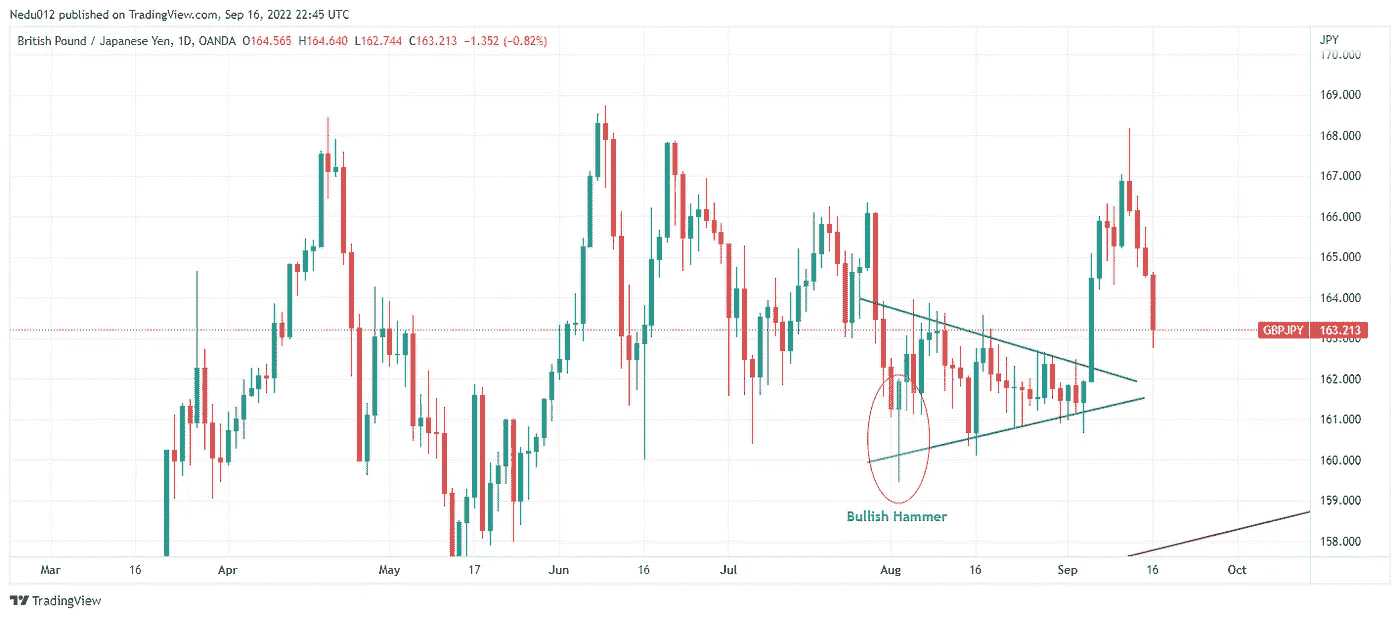 Nedu012 published on TradingView.com, Sep 16, 2022 22:45 UTC
British Pound / Japanese Yen, 1D, OANDA O164.565 H164.640 L162.744 C163.213 −1.352 (−0.82%)
JPY
170.000
169.000
168.000
167.000
166.000
165.000
164.000
GBPJPY 163.213
163.000
162.000
161.000
160.000
159.000
158.000
Bullish Hammer
Mar 16 Apr May 17 Jun 16 Jul Aug 16 Sep 16 Oct
TradingView